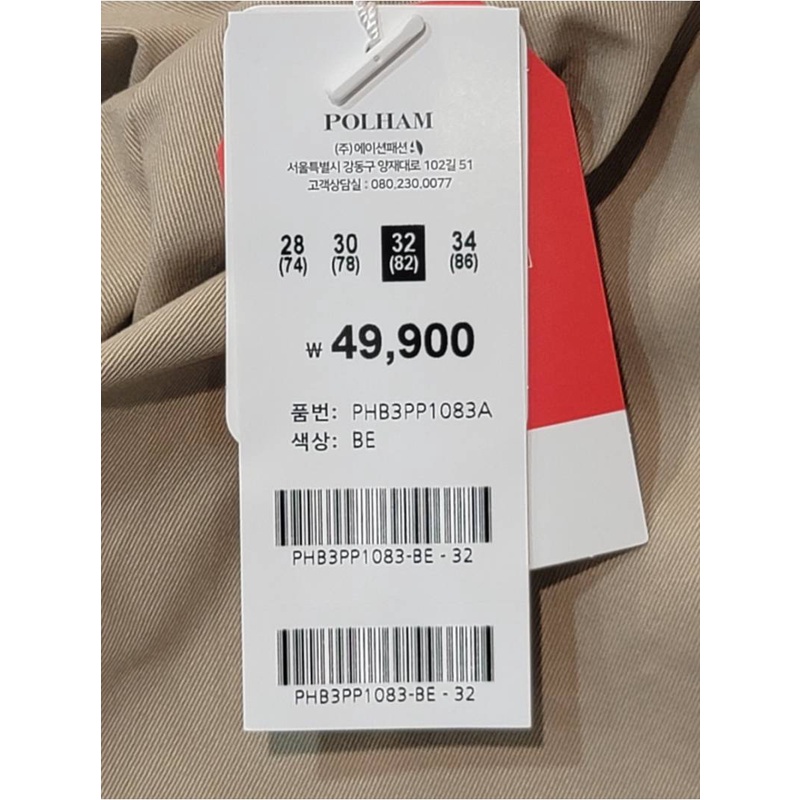 POLHAM
(주)에이션패션
서울특별시 강동구 양재대로 102길 51
고객상담실 : 080.230.0077
28 30 32 34
(74) (78) (82) (86)
₩ 49,900
품번: PHB3PP1083A
색상: BE
PHB3PP1083-BE - 32
PHB3PP1083-BE - 32